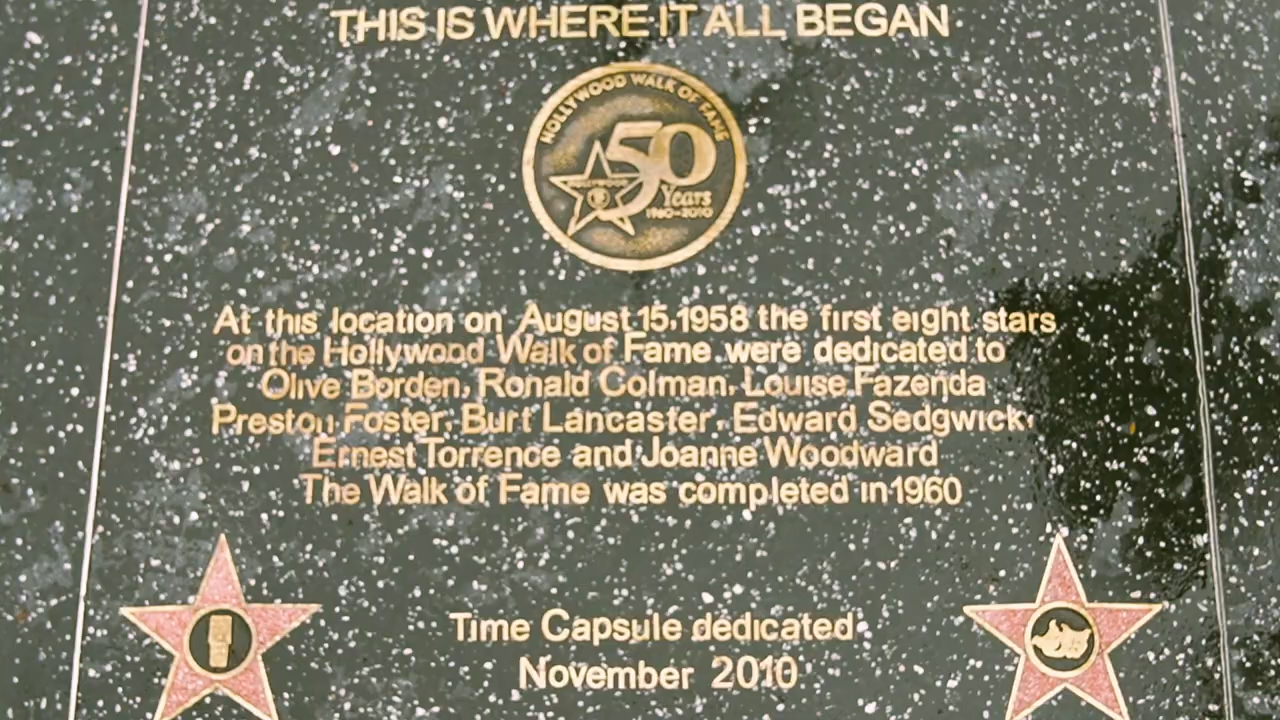 THIS IS WHERE IT ALL BEGAN
HOLLYWOOD WALK OF FAME
50
HOLLYWOOD
Years
1960-2010
At this location on August 15, 1958 the first eight stars
on the Hollywood Walk of Fame were dedicated to
Olive Borden, Ronald Colman, Louise Fazenda
Preston Foster, Burt Lancaster, Edward Sedgwick,
Ernest Torrence and Joanne Woodward
The Walk of Fame was completed in 1960
Time Capsule dedicated
November 2010